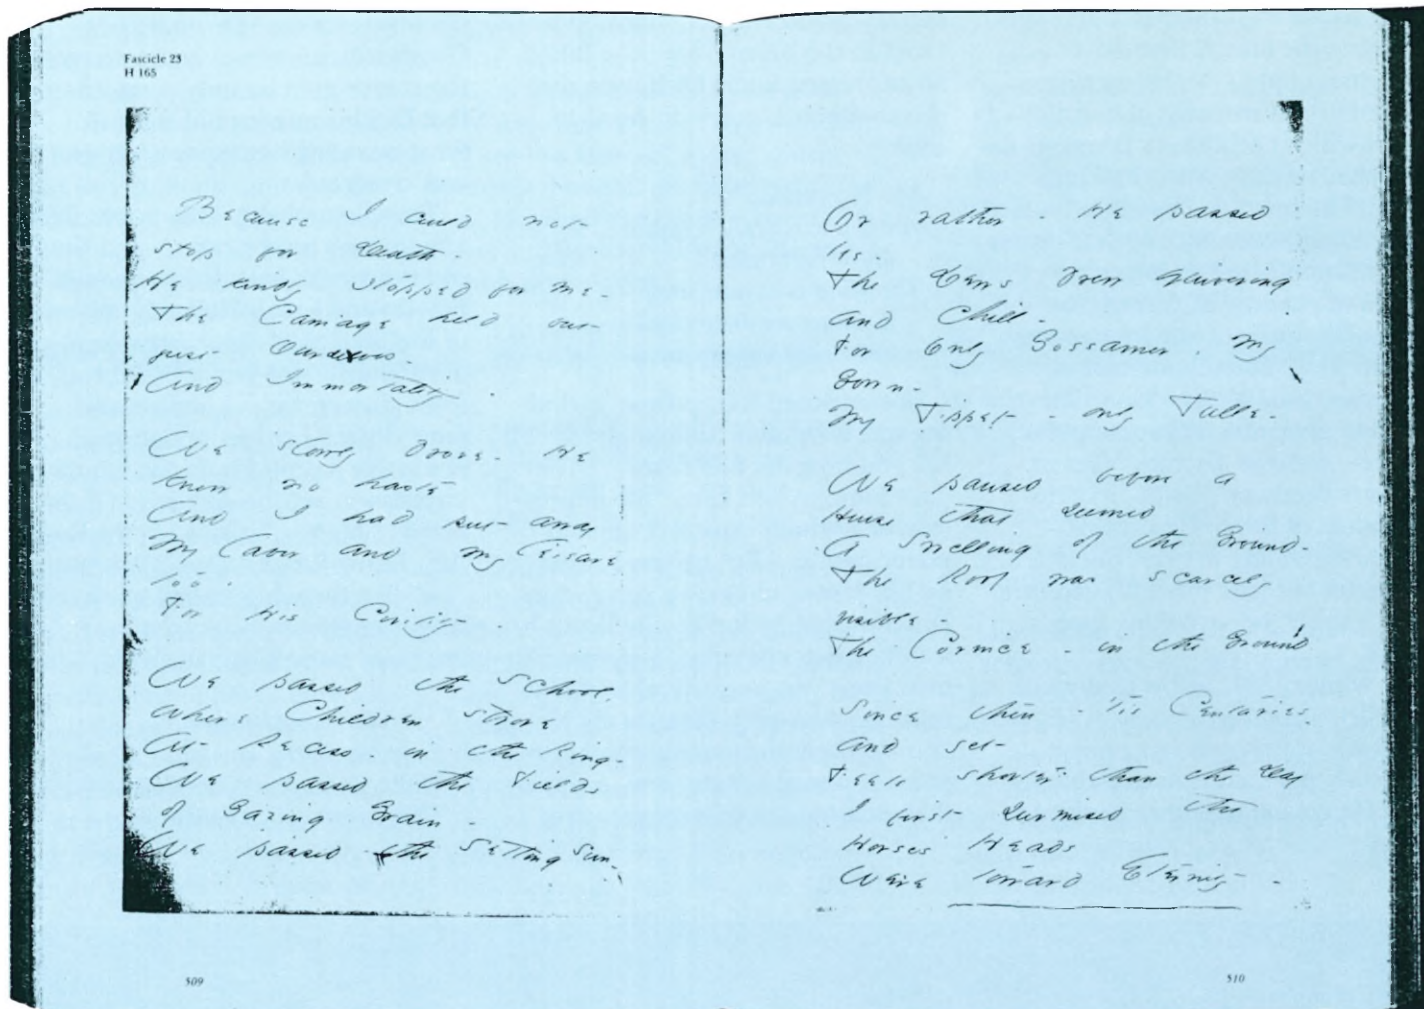 Fascicle 23
H 165
Because I could not
stop for Death -
He kindly stopped for me -
The Carriage held but
just Ourselves -
And Immortality.
We slowly drove - He
knew no haste
And I had put away
My labor and my leisure
too,
For His Civility -
We passed the School,
where Children strove
At Recess - in the Ring -
We passed the Fields
of Gazing Grain -
We passed the Setting Sun -
Or rather - He passed
Us -
The Dews drew quivering
and Chill -
For only Gossamer, my
Gown -
My Tippet - only Tulle -
We paused before a
House that seemed
A Swelling of the Ground -
The Roof was scarcely
visible -
The Cornice - in the Ground -
Since then - 'tis Centuries -
and yet
Feels shorter than the Day
I first surmised the
Horses Heads
Were toward Eternity -
509
510